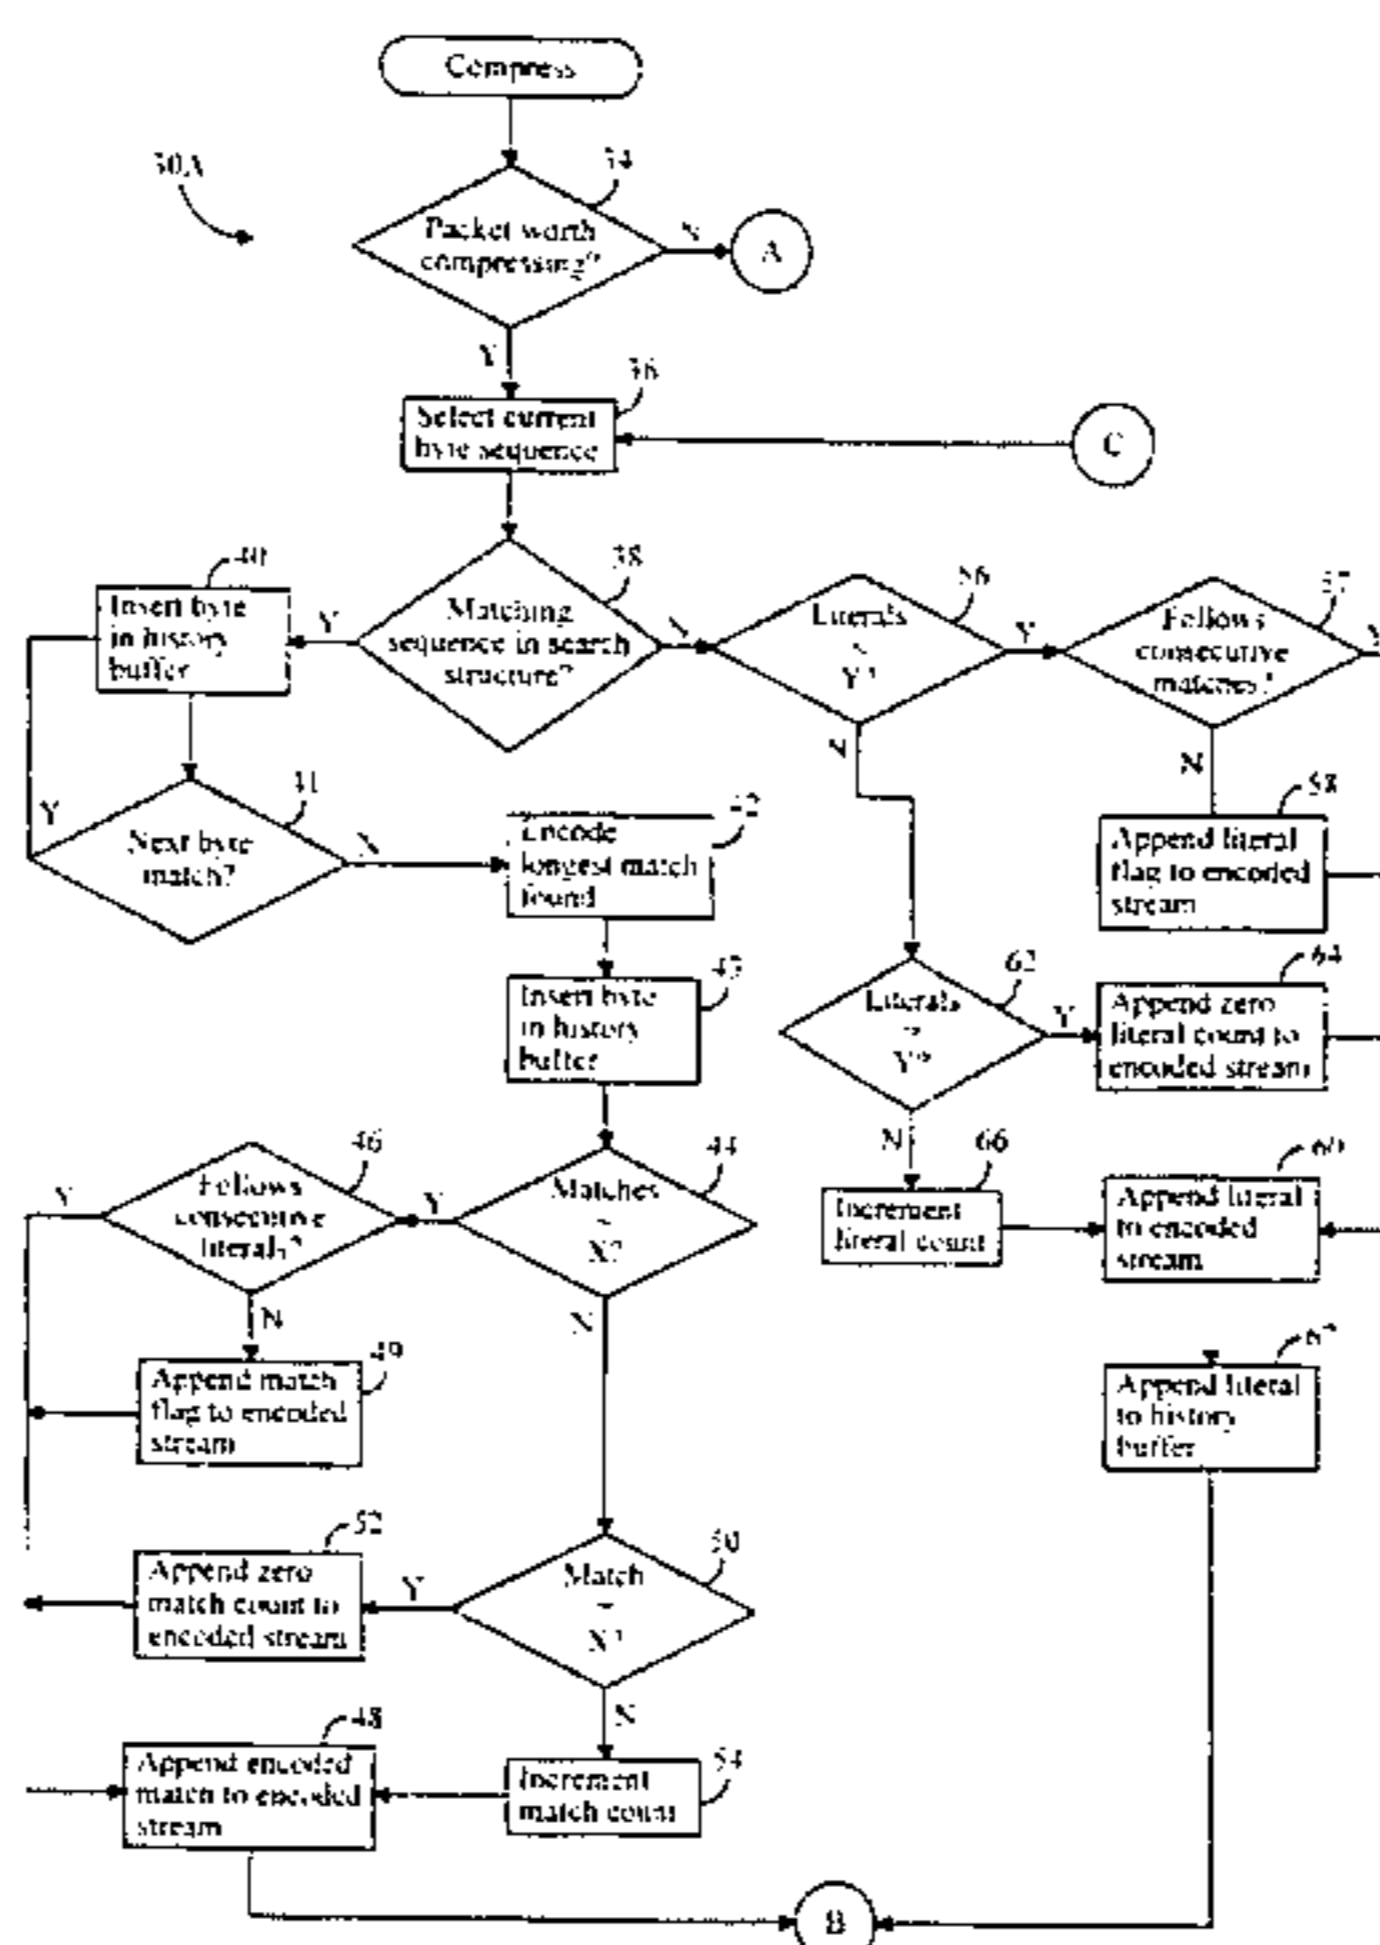 Compress
30A
34
Packet worth
compressing?
N
A
Y
36
Select current
byte sequence
C
40
Insert byte
in history
buffer
Y
38
Matching
sequence in search
structure?
N
56
Literals
Y?
Y
57
Follows
consecutive
matches?
Y
N
N
58
Append literal
flag to encoded
stream
41
Y
Next byte
match?
N
42
Encode
longest match
found
43
Insert byte
in history
buffer
62
Literals
=
Y?
Y
64
Append zero
literal count to
encoded stream
N
66
Increment
literal count
60
Append literal
to encoded
stream
46
Y
Follows
consecutive
literals?
Y
44
Matches
X?
N
N
49
Append match
flag to encoded
stream
Append literal
to history
buffer
52
Append zero
match count to
encoded stream
Y
50
Match
=
X?
N
48
Append encoded
match to encoded
stream
54
Increment
match count
B